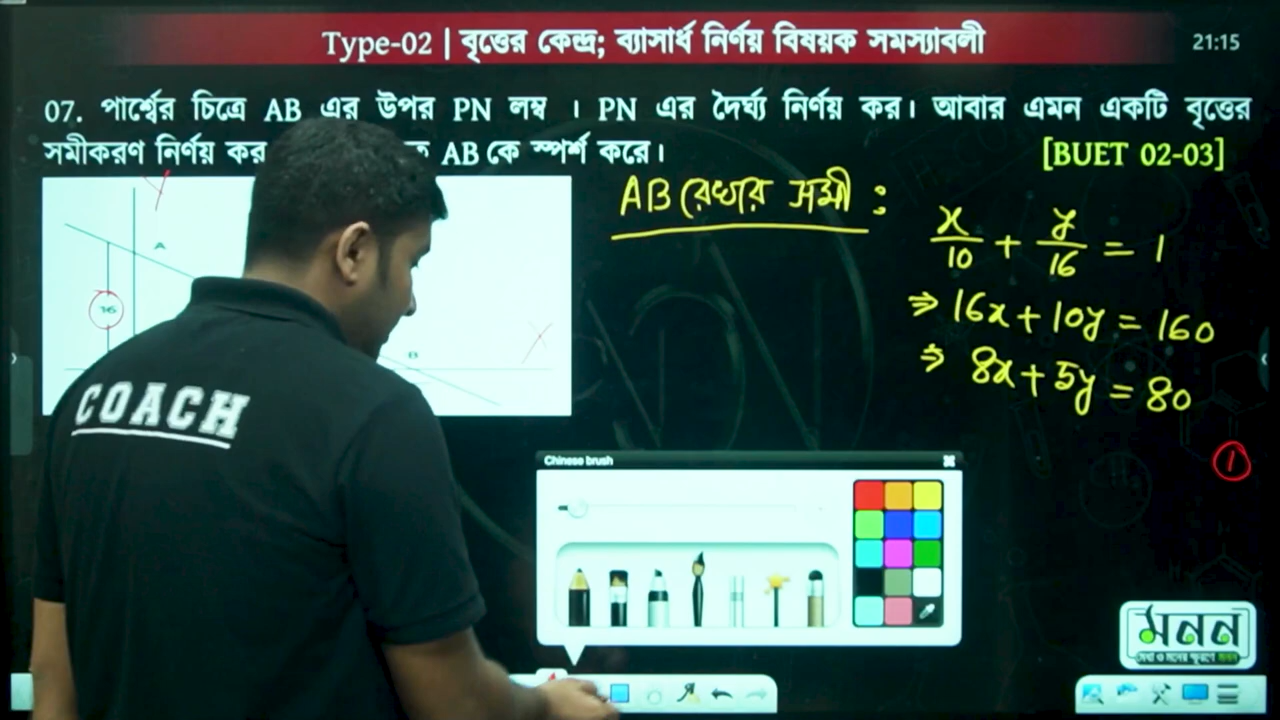 Type-02 | বৃত্তের কেন্দ্র; ব্যাসার্ধ নির্ণয় বিষয়ক সমস্যাবলী
21:15
07. পার্শ্বের চিত্রে AB এর উপর PN লম্ব । PN এর দৈর্ঘ্য নির্ণয় কর। আবার এমন একটি বৃত্তের
সমীকরণ নির্ণয় কর AB কে স্পর্শ করে।
[BUET 02-03]
AB রেখার সমী :
x/10 + y/16 = 1
⇒ 16x + 10y = 160
⇒ 8x + 5y = 80
1
y
A
16
B
x
COACH
Chinese brush
মনন